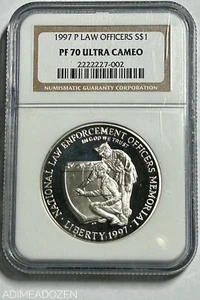 1997 P LAW OFFICERS S$1
PF 70 ULTRA CAMEO
2222227-002
NUMISMATIC GUARANTY CORPORATION
NGC
NATIONAL LAW ENFORCEMENT OFFICERS MEMORIAL
IN GOD WE TRUST
LIBERTY 1997
ADIMEADOZEN